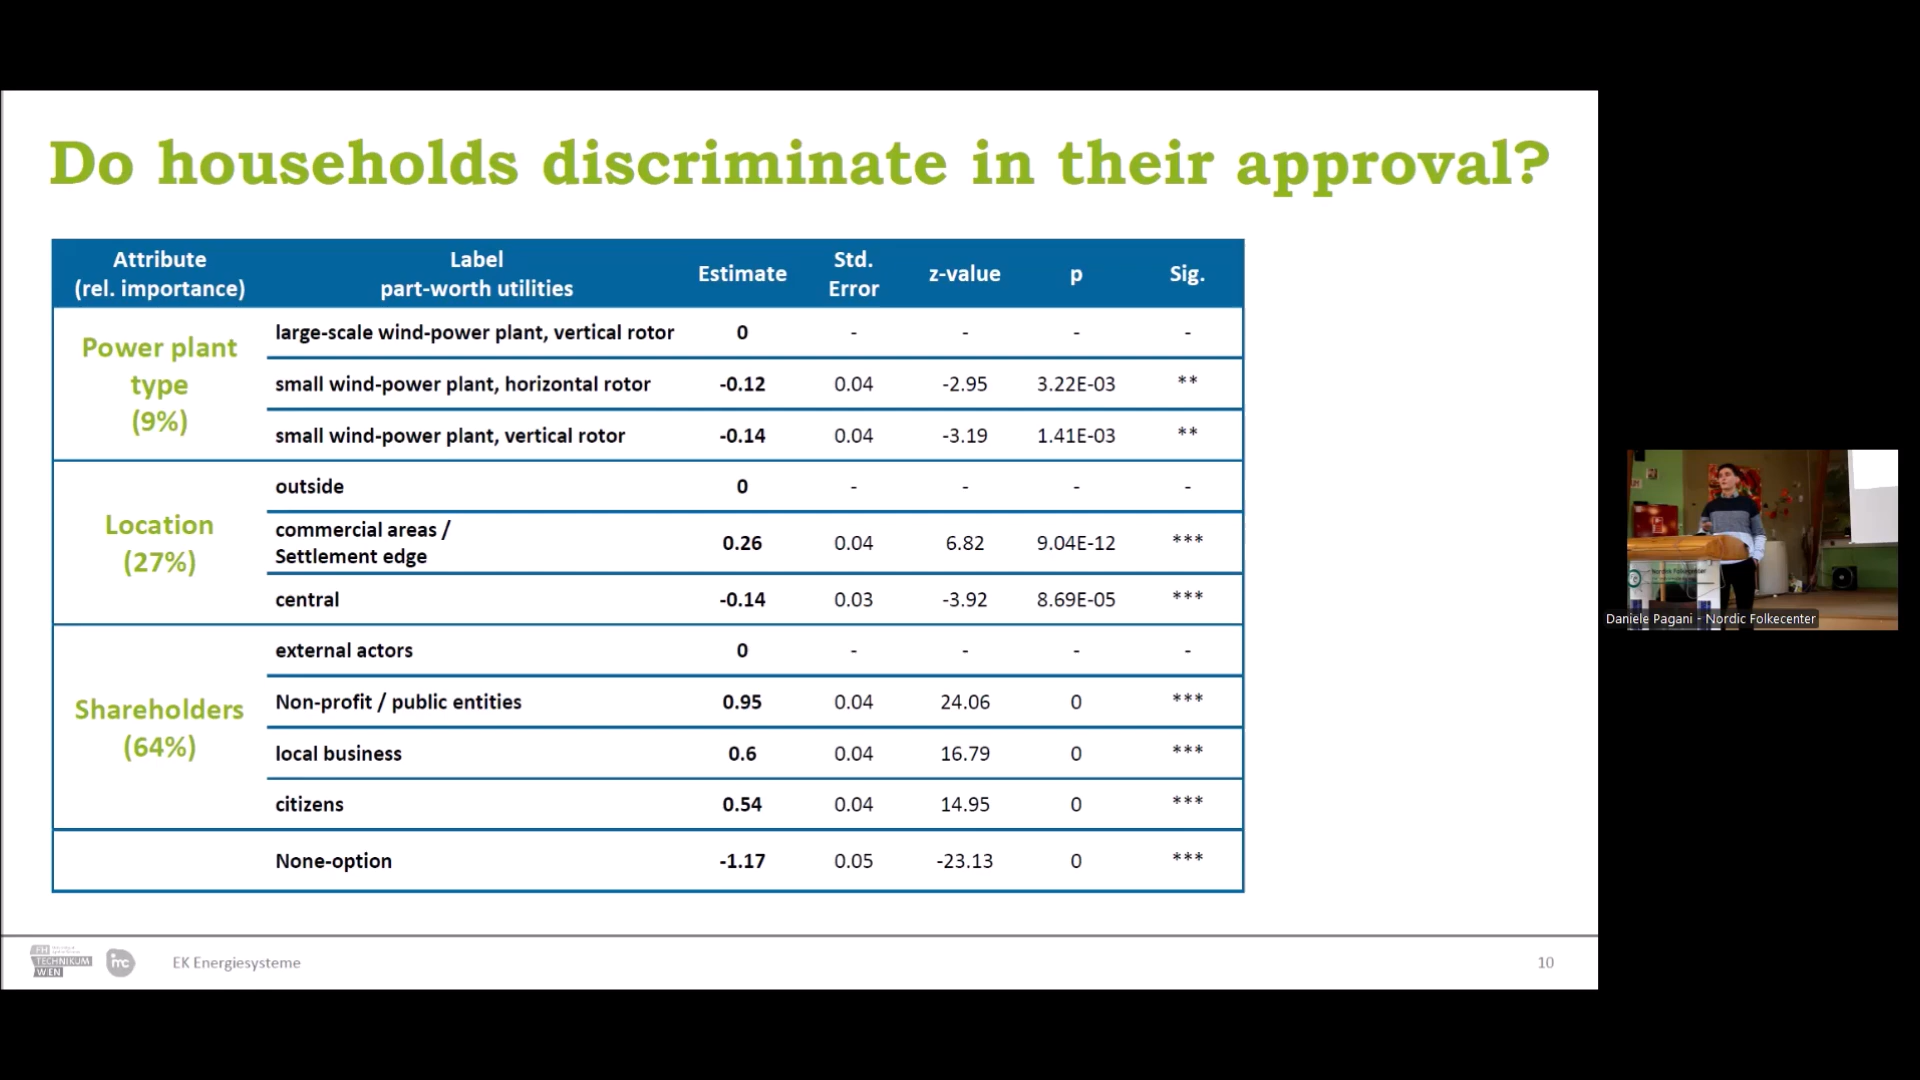 Do households discriminate in their approval?
Attribute (rel. importance) Label part-worth utilities Estimate Std. Error z-value p Sig.
Power plant type (9%)
large-scale wind-power plant, vertical rotor 0 - - - -
small wind-power plant, horizontal rotor -0.12 0.04 -2.95 3.22E-03 **
small wind-power plant, vertical rotor -0.14 0.04 -3.19 1.41E-03 **
Location (27%)
outside 0 - - - -
commercial areas / Settlement edge 0.26 0.04 6.82 9.04E-12 ***
central -0.14 0.03 -3.92 8.69E-05 ***
Shareholders (64%)
external actors 0 - - - -
Non-profit / public entities 0.95 0.04 24.06 0 ***
local business 0.6 0.04 16.79 0 ***
citizens 0.54 0.04 14.95 0 ***
None-option -1.17 0.05 -23.13 0 ***
FH
TECHNIKUM
WIEN
EK Energiesysteme
10
Daniele Pagani - Nordic Folkecenter